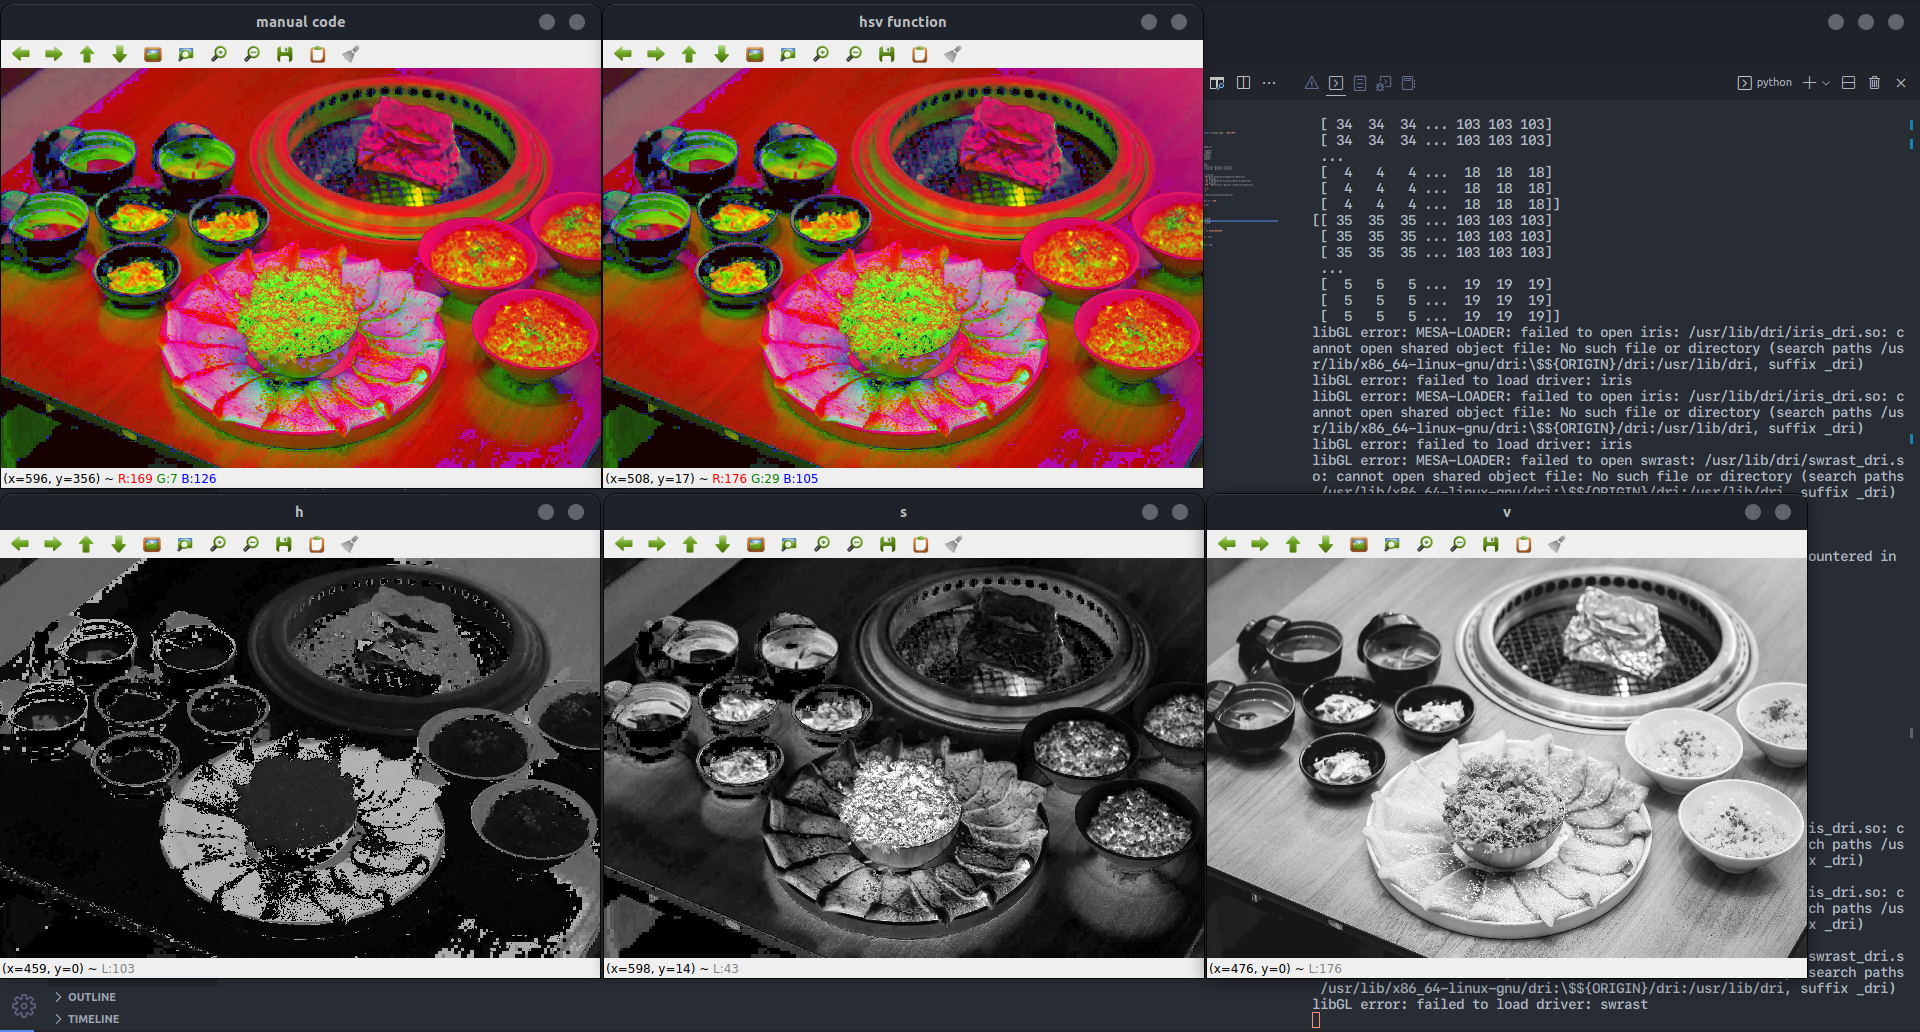 manual code
hsv function
(x=596, y=356) ~ R:169 G:7 B:126
(x=508, y=17) ~ R:176 G:29 B:105
h
s
v
(x=459, y=0) ~ L:103
(x=598, y=14) ~ L:43
(x=476, y=0) ~ L:176
OUTLINE
TIMELINE
python
[ 34  34  34 ... 103 103 103]
[ 34  34  34 ... 103 103 103]
...
[  4   4   4 ...  18  18  18]
[  4   4   4 ...  18  18  18]
[  4   4   4 ...  18  18  18]]
[[ 35  35  35 ... 103 103 103]
[ 35  35  35 ... 103 103 103]
[ 35  35  35 ... 103 103 103]
...
[  5   5   5 ...  19  19  19]
[  5   5   5 ...  19  19  19]
[  5   5   5 ...  19  19  19]]
libGL error: MESA-LOADER: failed to open iris: /usr/lib/dri/iris_dri.so: c
annot open shared object file: No such file or directory (search paths /us
r/lib/x86_64-linux-gnu/dri:\$${ORIGIN}/dri:/usr/lib/dri, suffix _dri)
libGL error: failed to load driver: iris
libGL error: MESA-LOADER: failed to open iris: /usr/lib/dri/iris_dri.so: c
annot open shared object file: No such file or directory (search paths /us
r/lib/x86_64-linux-gnu/dri:\$${ORIGIN}/dri:/usr/lib/dri, suffix _dri)
libGL error: failed to load driver: iris
libGL error: MESA-LOADER: failed to open swrast: /usr/lib/dri/swrast_dri.s
o: cannot open shared object file: No such file or directory (search paths
/usr/lib/x86_64-linux-gnu/dri:\$${ORIGIN}/dri:/usr/lib/dri, suffix _dri)
ountered in
is_dri.so: c
ch paths /us
x _dri)
is_dri.so: c
ch paths /us
x _dri)
swrast_dri.s
search paths
/usr/lib/x86_64-linux-gnu/dri:\$${ORIGIN}/dri:/usr/lib/dri, suffix _dri)
libGL error: failed to load driver: swrast